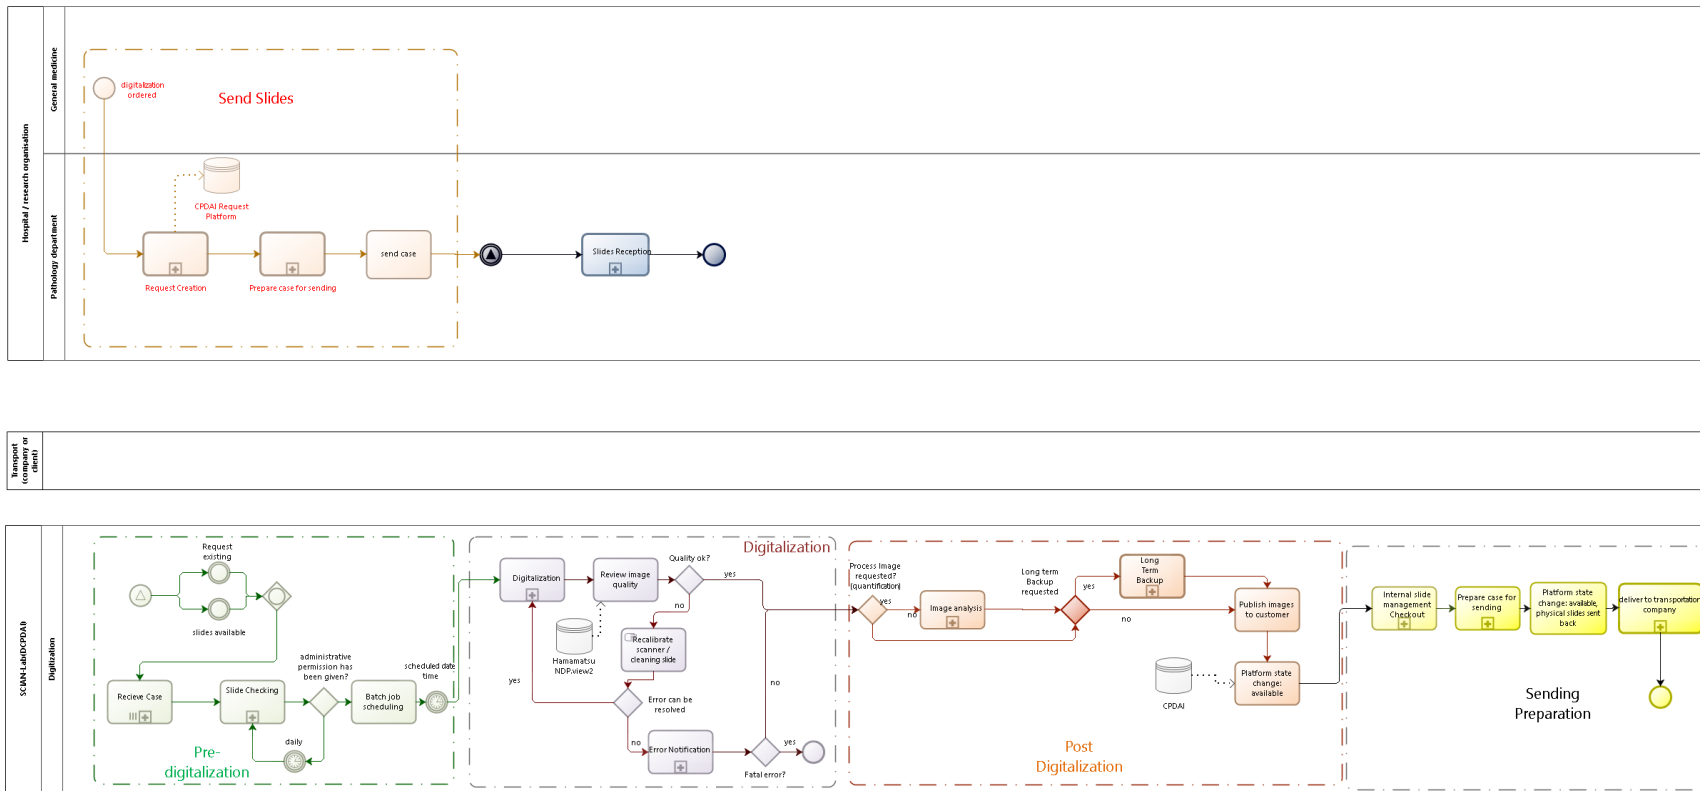 Hospital / research organisation
General medicine
Pathology department
digitalization
ordered
Send Slides
CPDAI Request
Platform
Request Creation
Prepare case for sending
send case
Slides Reception
Transport
(company or
client)
SCIAN-Lab(DCPDAI)
Digilization
Request
existing
slides available
Recieve Case
Slide Checking
administrative
permission has
been given?
Batch job
scheduling
scheduled date
time
daily
Pre-
digitalization
Digitalization
Digitalization
Review image
quality
Quality ok?
yes
no
Hamamatsu
NDP.view2
Recalibrate
scanner /
cleaning slide
yes
Error can be
resolved
no
Error Notification
Fatal error?
yes
no
Process Image
requested?
(quantification)
yes
no
Image analysis
Long term
Backup
requested
yes
no
Long
Term
Backup
Publish images
to customer
CPDAI
Platform state
change:
available
Post
Digitalization
Internal slide
management
Checkout
Prepare case for
sending
Platform state
change: available,
physical slides sent
back
deliver to transportation
company
Sending
Preparation